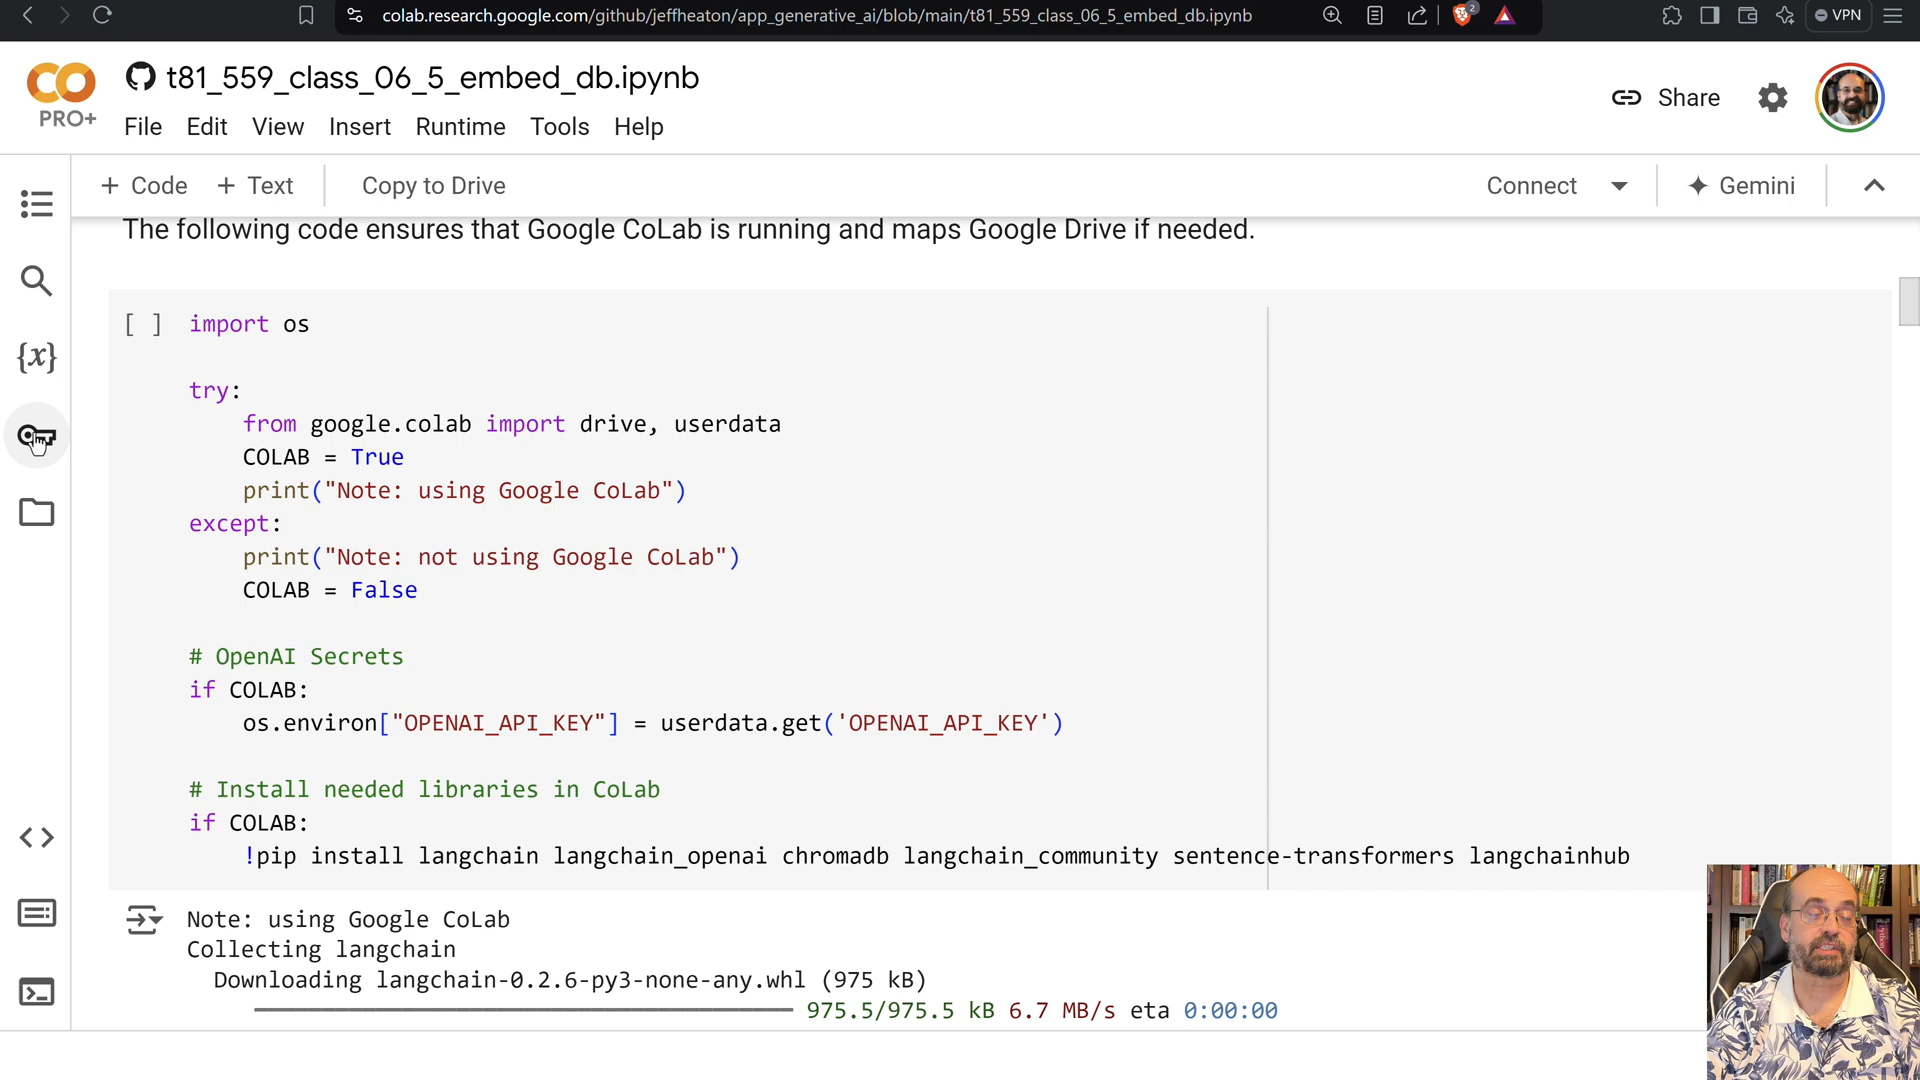 colab.research.google.com/github/jeffheaton/app_generative_ai/blob/main/t81_559_class_06_5_embed_db.ipynb
2
VPN
CO
PRO+
t81_559_class_06_5_embed_db.ipynb
Share
File Edit View Insert Runtime Tools Help
+ Code + Text Copy to Drive Connect Gemini
The following code ensures that Google CoLab is running and maps Google Drive if needed.
{x}
[ ] import os
try:
from google.colab import drive, userdata
COLAB = True
print("Note: using Google CoLab")
except:
print("Note: not using Google CoLab")
COLAB = False
# OpenAI Secrets
if COLAB:
os.environ["OPENAI_API_KEY"] = userdata.get('OPENAI_API_KEY')
# Install needed libraries in CoLab
if COLAB:
!pip install langchain langchain_openai chromadb langchain_community sentence-transformers langchainhub
Note: using Google CoLab
Collecting langchain
Downloading langchain-0.2.6-py3-none-any.whl (975 kB)
975.5/975.5 kB 6.7 MB/s eta 0:00:00